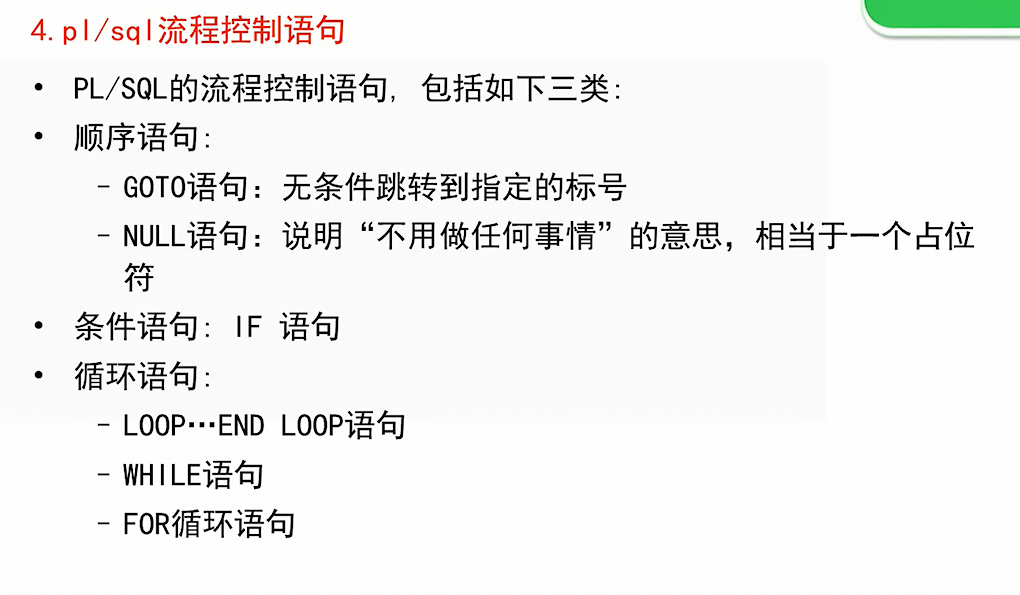 4.pl/sql流程控制语句
• PL/SQL的流程控制语句, 包括如下三类:
• 顺序语句:
– GOTO语句：无条件跳转到指定的标号
– NULL语句：说明“不用做任何事情”的意思，相当于一个占位
符
• 条件语句: IF 语句
• 循环语句:
– LOOP…END LOOP语句
– WHILE语句
– FOR循环语句